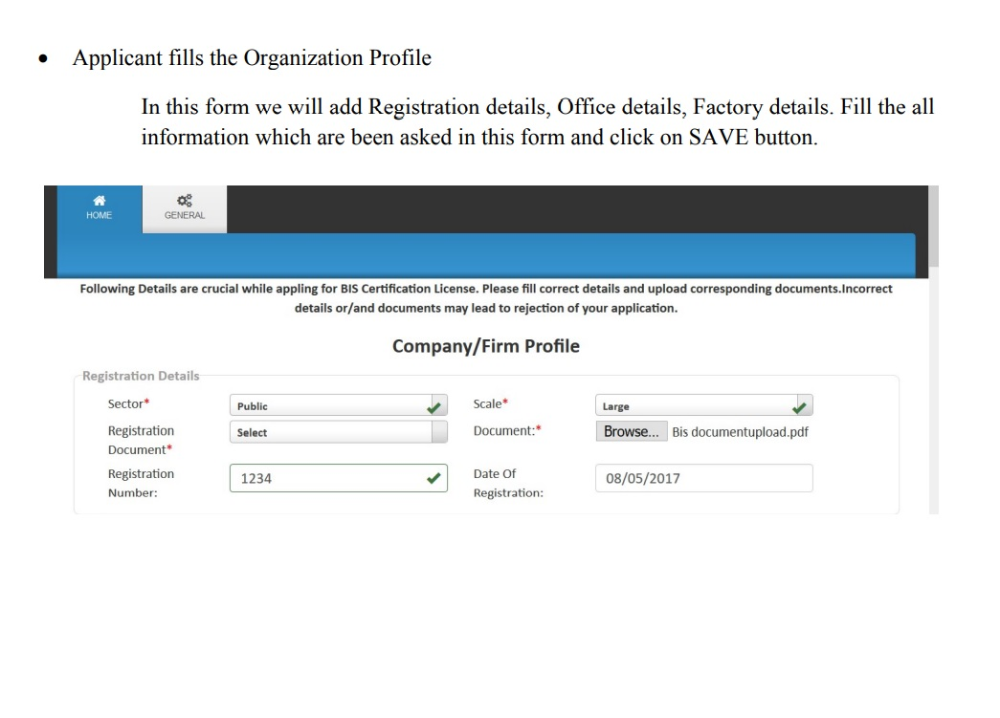 • Applicant fills the Organization Profile
In this form we will add Registration details, Office details, Factory details. Fill the all
information which are been asked in this form and click on SAVE button.
HOME
GENERAL
Following Details are crucial while appling for BIS Certification License. Please fill correct details and upload corresponding documents.Incorrect
details or/and documents may lead to rejection of your application.
Company/Firm Profile
Registration Details
Sector* Public Scale* Large
Registration
Document* Select Document:* Browse... Bis documentupload.pdf
Registration
Number: 1234 Date Of
Registration: 08/05/2017